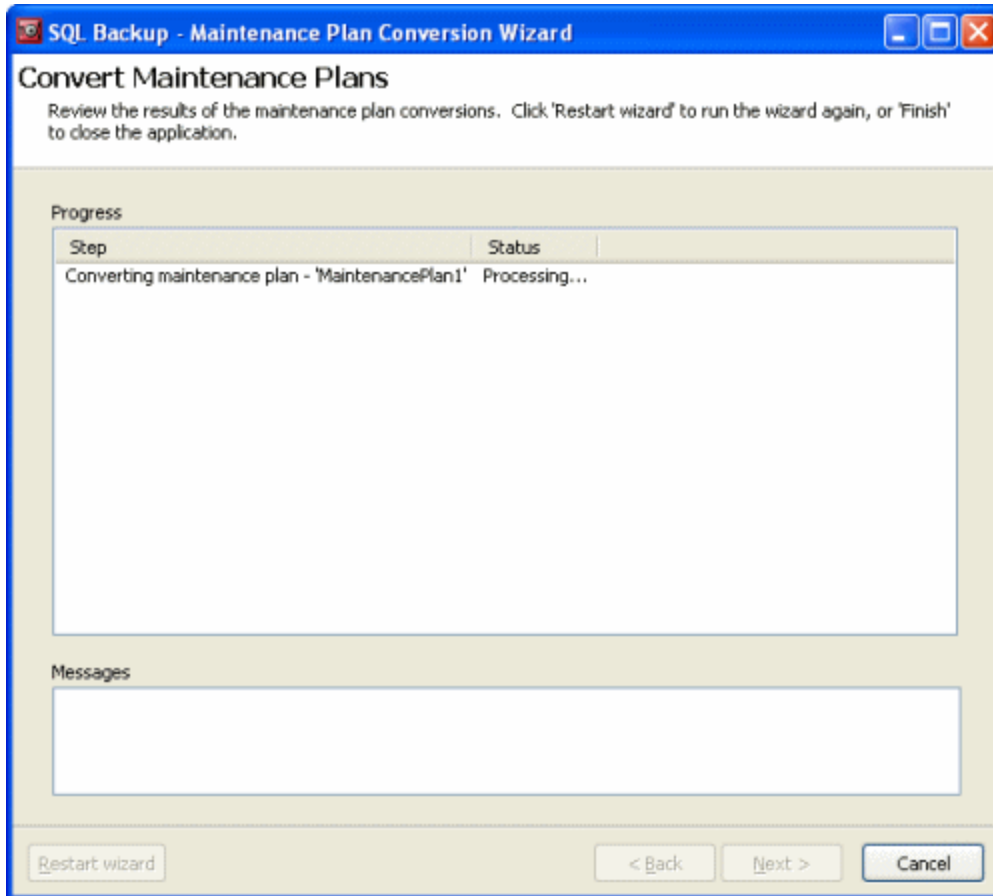 SQL Backup - Maintenance Plan Conversion Wizard
Convert Maintenance Plans
Review the results of the maintenance plan conversions. Click 'Restart wizard' to run the wizard again, or 'Finish'
to close the application.
Progress
Step Status
Converting maintenance plan - 'MaintenancePlan1' Processing...
Messages
Restart wizard < Back Next > Cancel